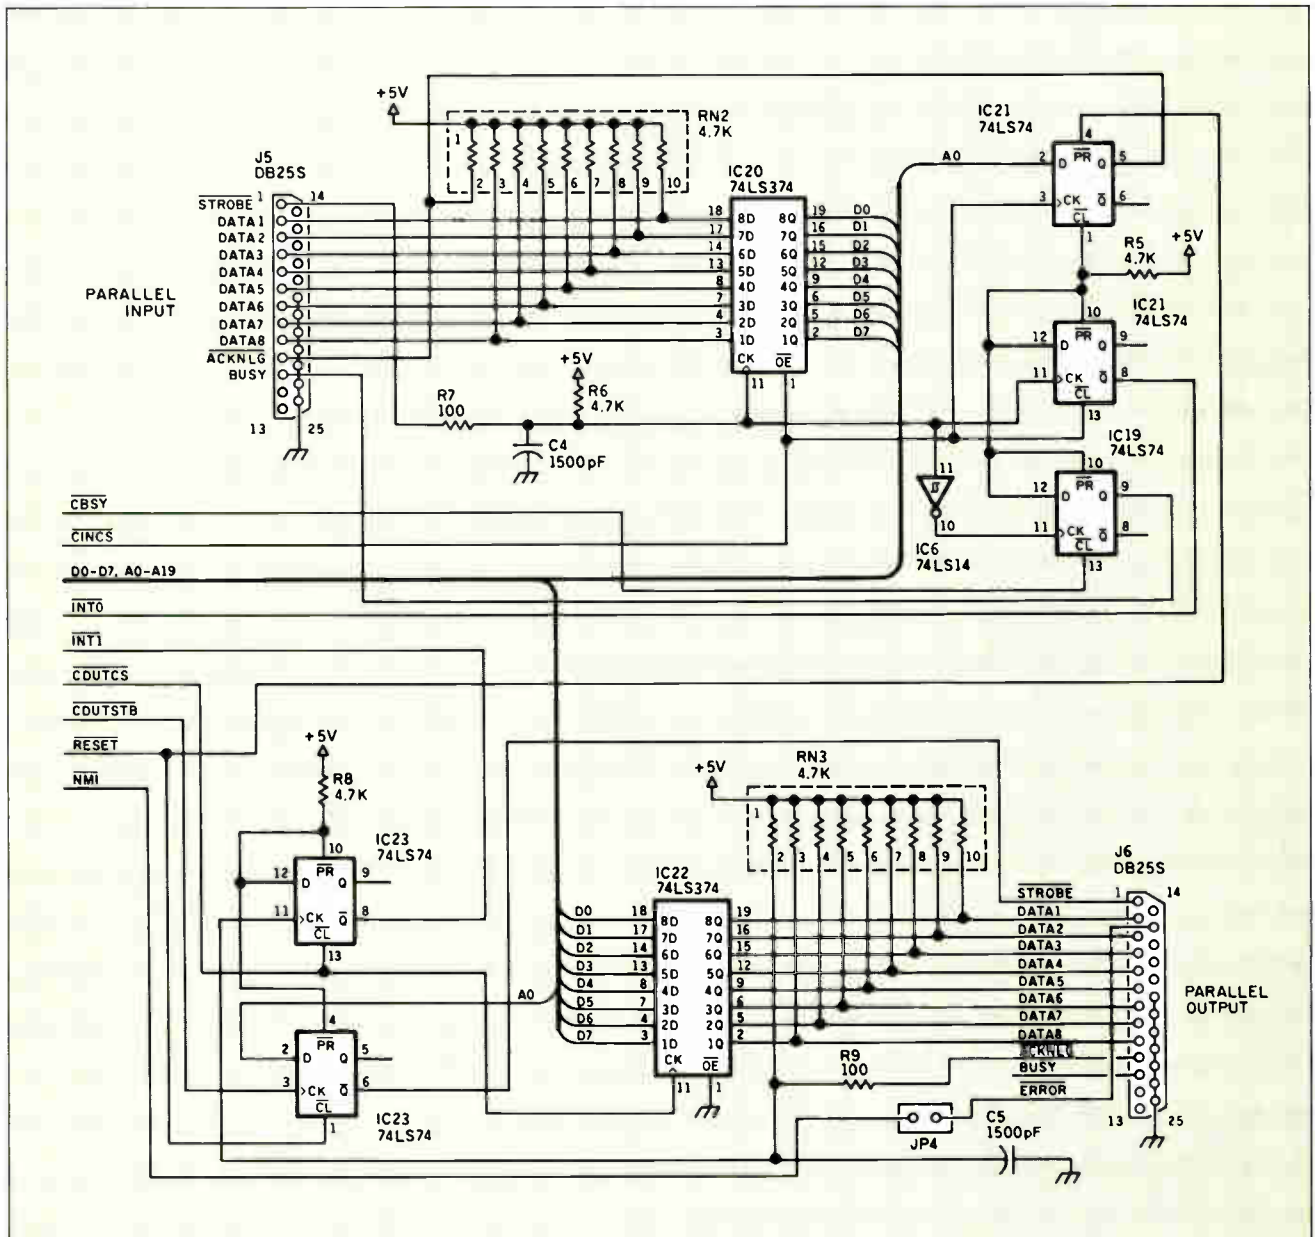 +5V
RN2
4.7K
1
2 3 4 5 6 7 8 9 10
J5
DB25S
1
14
STROBE
DATA1
DATA2
DATA3
DATA4
DATA5
DATA6
DATA7
DATA8
ACKNLG
BUSY
13
25
PARALLEL
INPUT
R7
100
+5V
R6
4.7K
C4
1500pF
IC20
74LS374
18 8D 8Q 19 D0
17 7D 7Q 16 D1
14 6D 6Q 15 D2
13 5D 5Q 12 D3
8 4D 4Q 9 D4
7 3D 3Q 6 D5
4 2D 2Q 5 D6
3 1D 1Q 2 D7
CK OE
11 1
IC21
74LS74
4
A0 2 D PR Q 5
3 CK Q 6
CL
1
R5
4.7K
+5V
IC21
74LS74
10
12 D PR Q 9
11 CK Q 8
CL
13
IC19
74LS74
10
12 D PR Q 9
11 CK Q 8
CL
13
11
10
IC6
74LS14
CBSY
CINCS
D0-D7, A0-A19
INT0
INT1
CDUTCS
CDUTSTB
RESET
NMI
+5V
R8
4.7K
IC23
74LS74
10
12 D PR Q 9
11 CK Q 8
CL
13
A0
4
2 D PR Q 5
3 CK Q 6
CL
1
IC23
74LS74
IC22
74LS374
D0 18 8D 8Q 19
D1 17 7D 7Q 16
D2 14 6D 6Q 15
D3 13 5D 5Q 12
D4 8 4D 4Q 9
D5 7 3D 3Q 6
D6 4 2D 2Q 5
D7 3 1D 1Q 2
CK OE
11 1
+5V
RN3
4.7K
1
2 3 4 5 6 7 8 9 10
J6
DB25S
1
14
STROBE
DATA1
DATA2
DATA3
DATA4
DATA5
DATA6
DATA7
DATA8
ACKNLG
BUSY
ERROR
13
25
PARALLEL
OUTPUT
R9
100
JP4
C5
1500pF